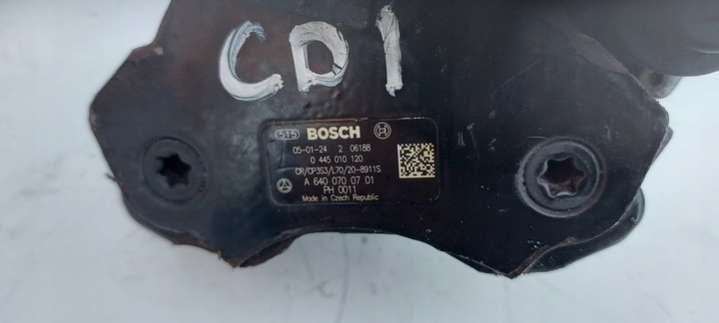 CDI
BOSCH
05-01-24 2 06188
0 445 010 120
CR/CP3S3/L70/20-8911S
A 640 070 07 01
PH 0011
Made in Czech Republic